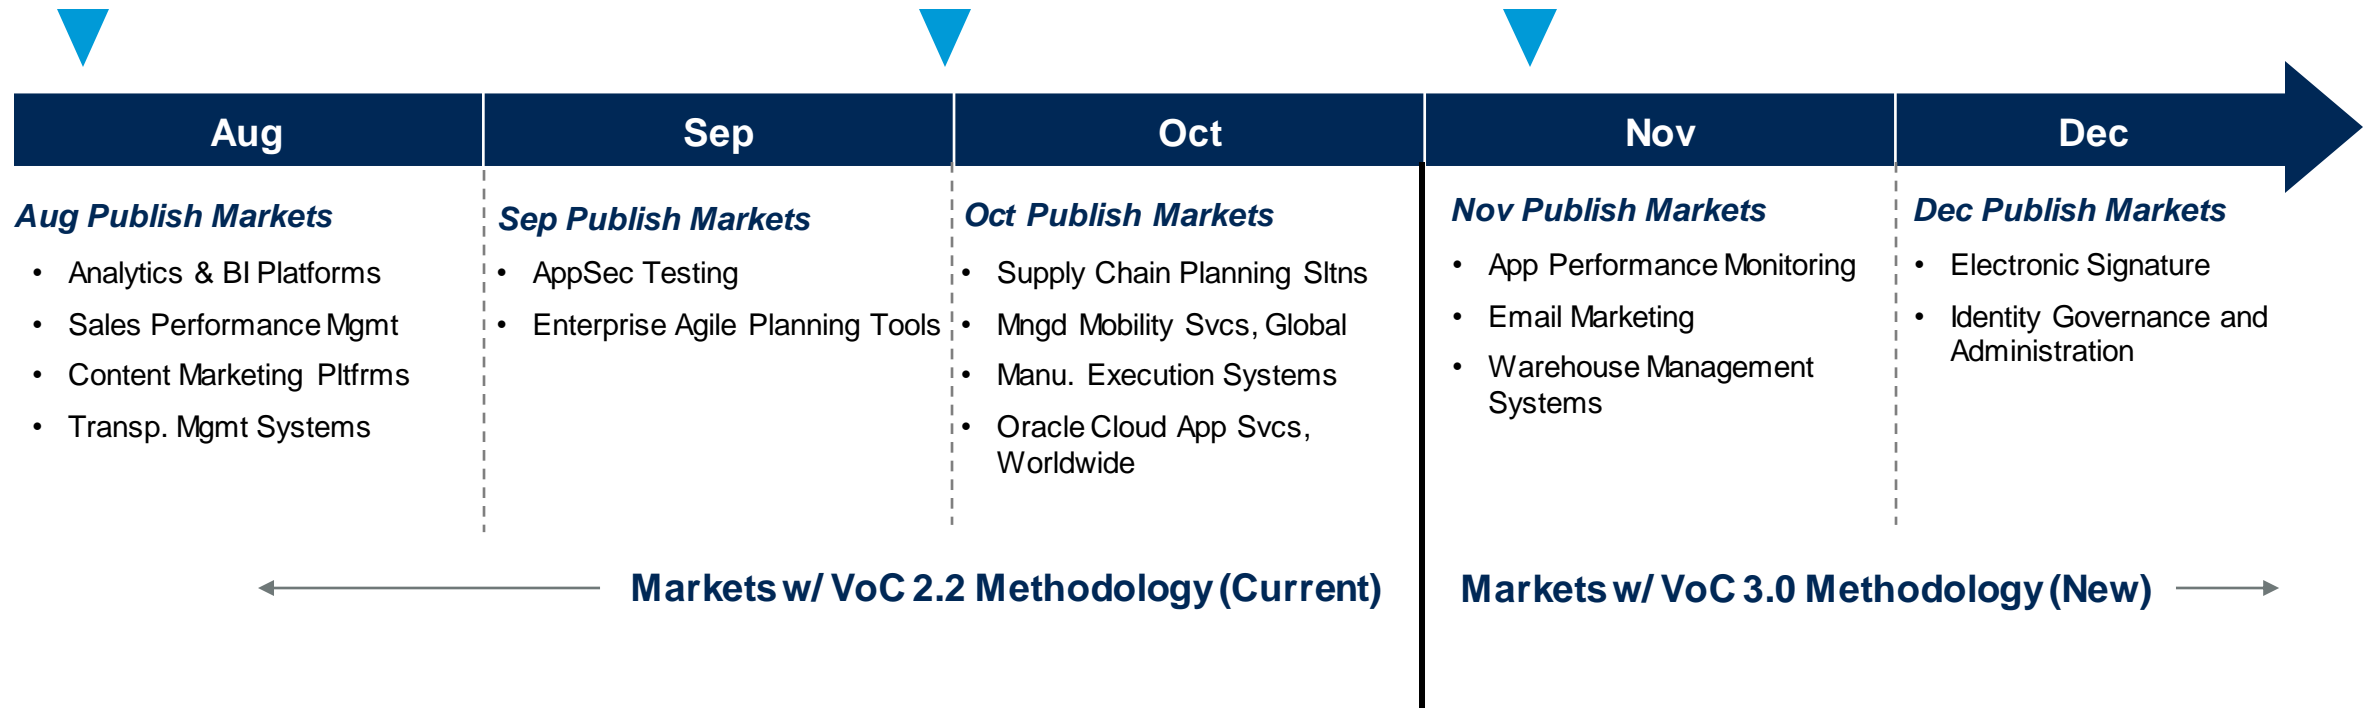 Aug
Sep
Oct
Nov
Dec
Aug Publish Markets
• Analytics & BI Platforms
• Sales Performance Mgmt
• Content Marketing Pltfrms
• Transp. Mgmt Systems
Sep Publish Markets
• AppSec Testing
• Enterprise Agile Planning Tools
Oct Publish Markets
• Supply Chain Planning Sltns
• Mngd Mobility Svcs, Global
• Manu. Execution Systems
• Oracle Cloud App Svcs,
Worldwide
Nov Publish Markets
• App Performance Monitoring
• Email Marketing
• Warehouse Management
Systems
Dec Publish Markets
• Electronic Signature
• Identity Governance and
Administration
Markets w/ VoC 2.2 Methodology (Current)
Markets w/ VoC 3.0 Methodology (New)